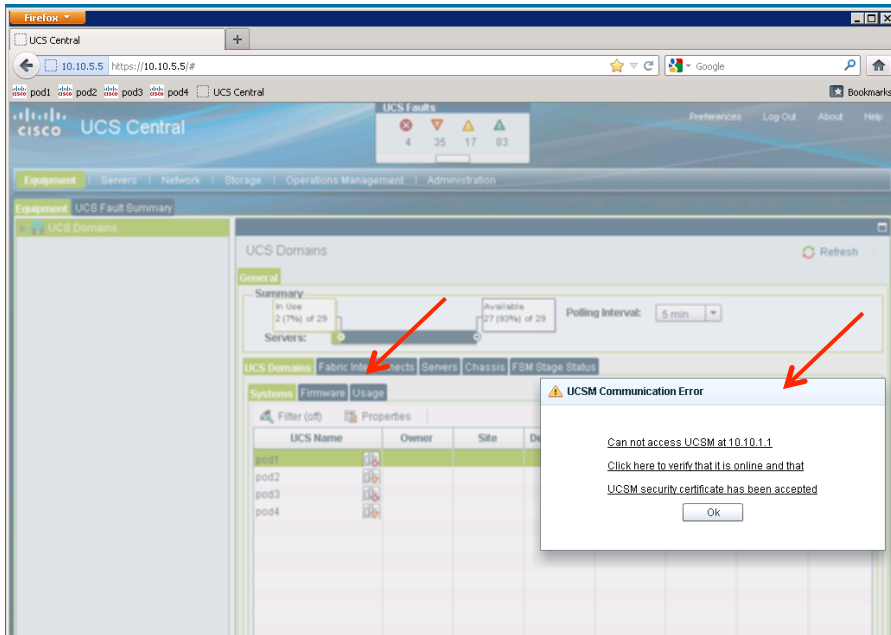 Firefox
UCS Central
+
10.10.5.5 https://10.10.5.5/#
Google
pod1 pod2 pod3 pod4 UCS Central
Bookmarks
CISCO UCS Central
UCS Faults
4 35 17 83
Preferences Log Out About Help
Equipment | Servers | Network | Storage | Operations Management | Administration
Equipment UCS Fault Summary
UCS Domains
UCS Domains
Refresh
General
Summary
In Use
2 (7%) of 29
Available
27 (93%) of 29
Polling Interval: 5 min
Servers:
UCS Domains Fabric Inte nects Servers Chassis FSM Stage Status
Systems Firmware Usage
Filter (off) Properties
UCS Name Owner Site De
pod1
pod2
pod3
pod4
UCSM Communication Error
Can not access UCSM at 10.10.1.1
Click here to verify that it is online and that
UCSM security certificate has been accepted
Ok